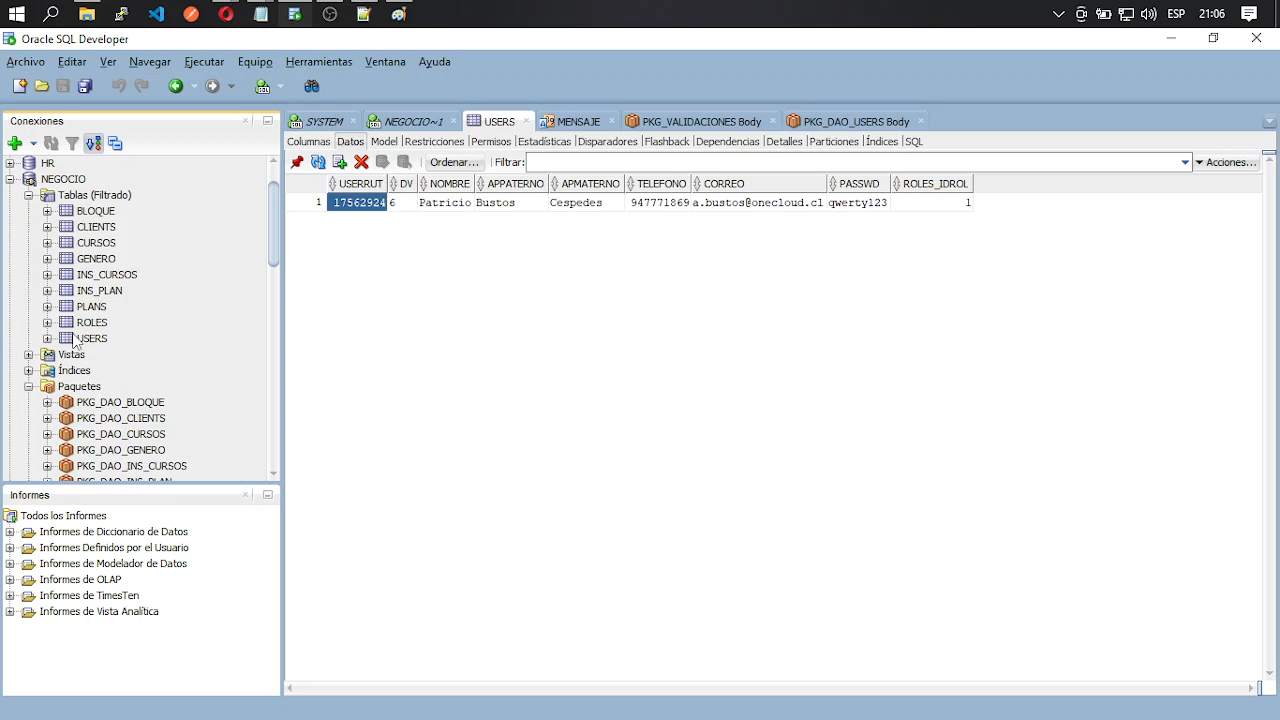 ESP
21:06
Oracle SQL Developer
Archivo Editar Ver Navegar Ejecutar Equipo Herramientas Ventana Ayuda
Conexiones
HR
NEGOCIO
Tablas (Filtrado)
BLOQUE
CLIENTS
CURSOS
GENERO
INS_CURSOS
INS_PLAN
PLANS
ROLES
USERS
Vistas
Índices
Paquetes
PKG_DAO_BLOQUE
PKG_DAO_CLIENTS
PKG_DAO_CURSOS
PKG_DAO_GENERO
PKG_DAO_INS_CURSOS
PKG_DAO_INS_PLAN
Informes
Todos los Informes
Informes de Diccionario de Datos
Informes Definidos por el Usuario
Informes de Modelador de Datos
Informes de OLAP
Informes de TimesTen
Informes de Vista Analítica
SYSTEM NEGOCIO~1 USERS MENSAJE PKG_VALIDACIONES Body PKG_DAO_USERS Body
Columnas Datos Model Restricciones Permisos Estadísticas Disparadores Flashback Dependencias Detalles Particiones Índices SQL
Ordenar... Filtrar: Acciones...
USERRUT DV NOMBRE APPATERNO APMATERNO TELEFONO CORREO PASSWD ROLES_IDROL
1 17562924 6 Patricio Bustos Cespedes 947771869 a.bustos@onecloud.cl qwerty123 1